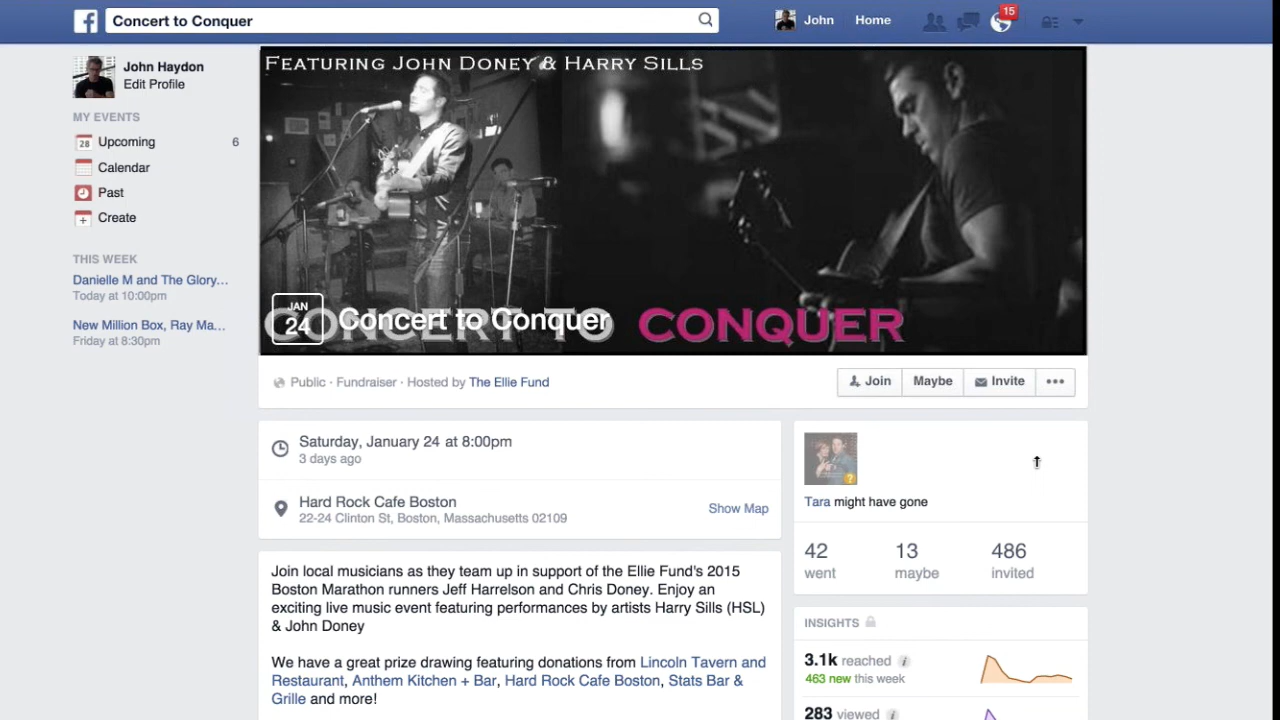 Concert to Conquer
John
Home
15
John Haydon
Edit Profile
MY EVENTS
28 Upcoming 6
Calendar
Past
Create
THIS WEEK
Danielle M and The Glory...
Today at 10:00pm
New Million Box, Ray Ma...
Friday at 8:30pm
FEATURING JOHN DONEY & HARRY SILLS
JAN
24
Concert to Conquer
CONCERT TO CONQUER
Public · Fundraiser · Hosted by The Ellie Fund
Join
Maybe
Invite
Saturday, January 24 at 8:00pm
3 days ago
Hard Rock Cafe Boston
22-24 Clinton St, Boston, Massachusetts 02109
Show Map
Join local musicians as they team up in support of the Ellie Fund's 2015
Boston Marathon runners Jeff Harrelson and Chris Doney. Enjoy an
exciting live music event featuring performances by artists Harry Sills (HSL)
& John Doney
We have a great prize drawing featuring donations from Lincoln Tavern and
Restaurant, Anthem Kitchen + Bar, Hard Rock Cafe Boston, Stats Bar &
Grille and more!
Tara might have gone
42 13 486
went maybe invited
INSIGHTS
3.1k reached
463 new this week
283 viewed